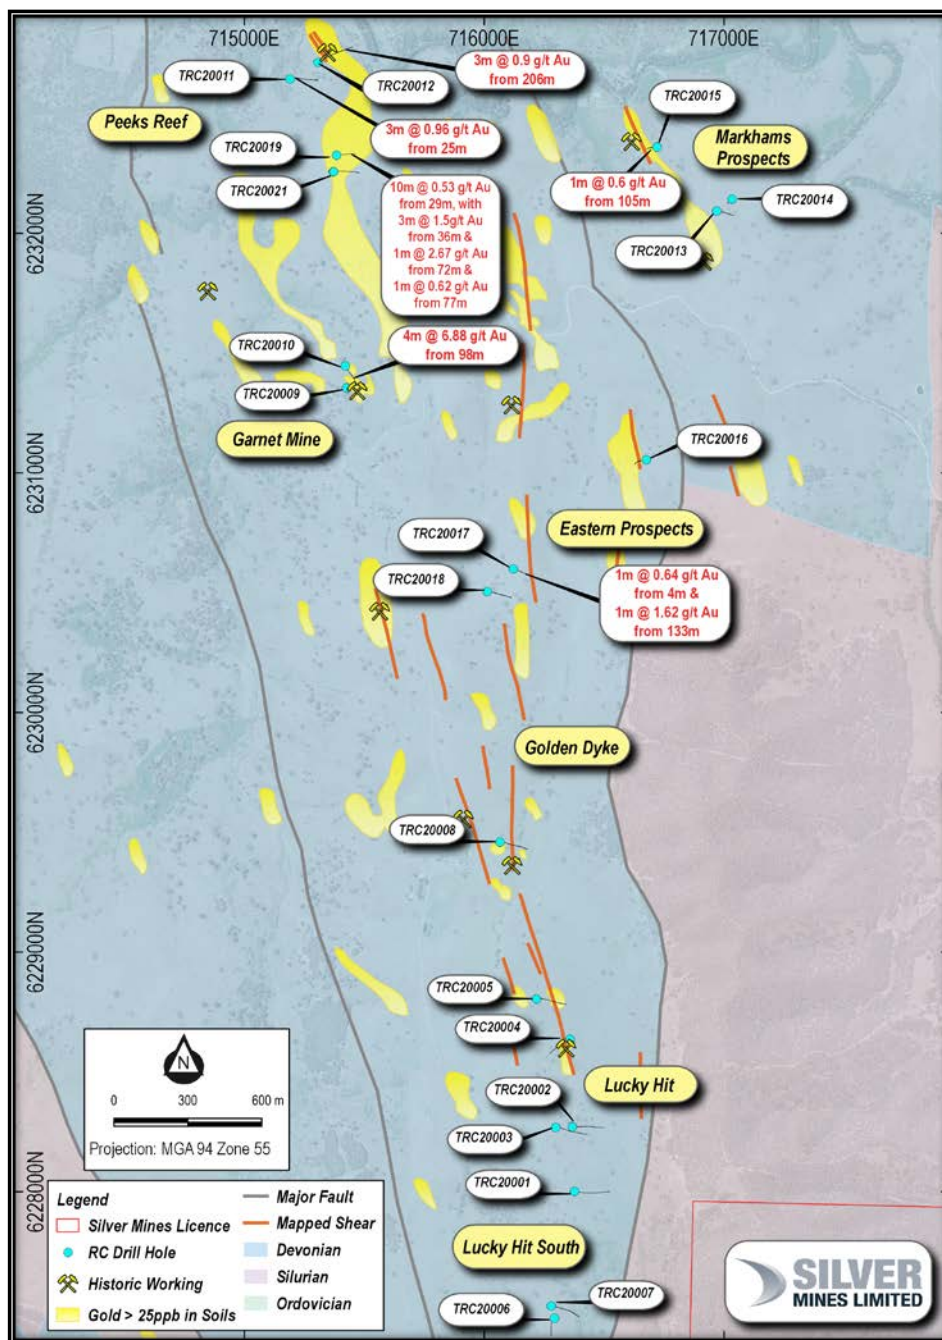 715000E
716000E
717000E
3m @ 0.9 g/t Au
from 206m
TRC20011
TRC20012
TRC20015
Peeks Reef
3m @ 0.96 g/t Au
from 25m
Markhams
Prospects
TRC20019
TRC20021
10m @ 0.53 g/t Au
from 29m, with
3m @ 1.5g/t Au
from 36m &
1m @ 2.67 g/t Au
from 72m &
1m @ 0.62 g/t Au
from 77m
1m @ 0.6 g/t Au
from 105m
TRC20014
TRC20013
6232000N
TRC20010
4m @ 6.88 g/t Au
from 98m
TRC20009
Garnet Mine
TRC20016
6231000N
TRC20017
Eastern Prospects
TRC20018
1m @ 0.64 g/t Au
from 4m &
1m @ 1.62 g/t Au
from 133m
6230000N
Golden Dyke
TRC20008
6229000N
TRC20005
TRC20004
N
0 300 600 m
Projection: MGA 94 Zone 55
TRC20002
Lucky Hit
TRC20003
TRC20001
6228000N
Lucky Hit South
TRC20007
TRC20006
Legend
Silver Mines Licence
RC Drill Hole
Historic Working
Gold > 25ppb in Soils
Major Fault
Mapped Shear
Devonian
Silurian
Ordovician
SILVER
MINES LIMITED